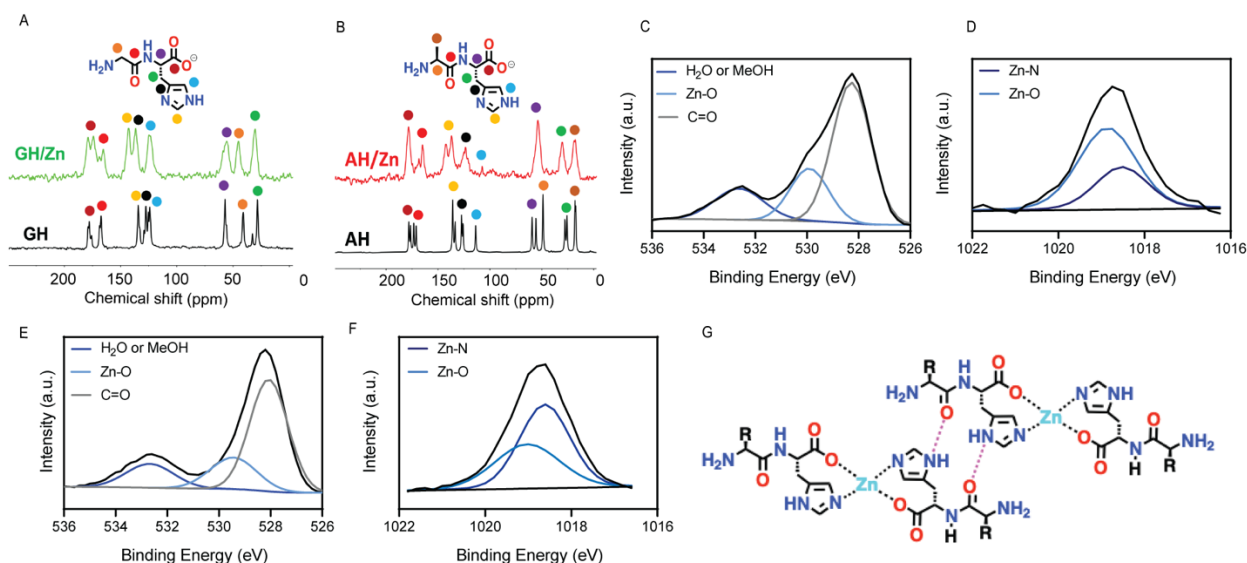 A
H
N
O
O
⊖
H₂N
O
N
NH
GH/Zn
GH
200
150
100
50
0
Chemical shift (ppm)
B
H
N
O
O
⊖
H₂N
O
N
NH
AH/Zn
AH
200
150
100
50
0
Chemical shift (ppm)
C
H₂O or MeOH
Zn-O
C=O
Intensity (a.u.)
536 534 532 530 528 526
Binding Energy (eV)
D
Zn-N
Zn-O
Intensity (a.u.)
1022 1020 1018 1016
Binding Energy (eV)
E
H₂O or MeOH
Zn-O
C=O
Intensity (a.u.)
536 534 532 530 528 526
Binding Energy (eV)
F
Zn-N
Zn-O
Intensity (a.u.)
1022 1020 1018 1016
Binding Energy (eV)
G
R
H
N
O
O
H₂N
O
HN
N
Zn
N
NH
O
O
N
H
O
R
NH₂
R
H
N
O
O
H₂N
O
HN
N
Zn
N
NH
O
O
N
H
O
R
NH₂